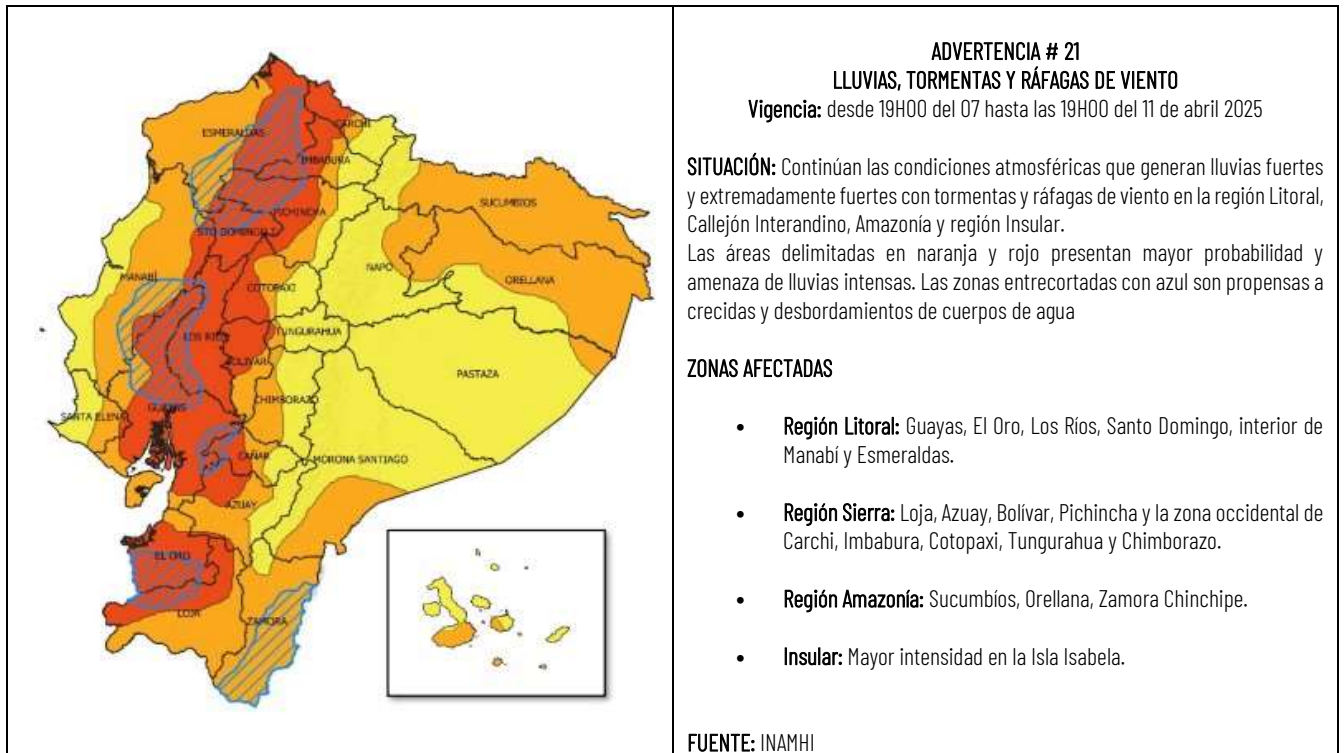 ESMERALDAS
CARCHI
IMBABURA
SUCUMBIOS
PICHINCHA
STO DOMINGO T
NAPO
MANABÍ
ORELLANA
COTOPAXI
LOS RIOS
TUNGURAHUA
BOLIVAR
PASTAZA
CHIMBORAZO
SANTA ELENA
GUAYAS
CAÑAR
MORONA SANTIAGO
AZUAY
EL ORO
LOJA
ZAMORA
ADVERTENCIA # 21
LLUVIAS, TORMENTAS Y RÁFAGAS DE VIENTO
Vigencia: desde 19H00 del 07 hasta las 19H00 del 11 de abril 2025
SITUACIÓN: Continúan las condiciones atmosféricas que generan lluvias fuertes
y extremadamente fuertes con tormentas y ráfagas de viento en la región Litoral,
Callejón Interandino, Amazonía y región Insular.
Las áreas delimitadas en naranja y rojo presentan mayor probabilidad y
amenaza de lluvias intensas. Las zonas entrecortadas con azul son propensas a
crecidas y desbordamientos de cuerpos de agua
ZONAS AFECTADAS
• Región Litoral: Guayas, El Oro, Los Ríos, Santo Domingo, interior de
Manabí y Esmeraldas.
• Región Sierra: Loja, Azuay, Bolívar, Pichincha y la zona occidental de
Carchi, Imbabura, Cotopaxi, Tungurahua y Chimborazo.
• Región Amazonía: Sucumbíos, Orellana, Zamora Chinchipe.
• Insular: Mayor intensidad en la Isla Isabela.
FUENTE: INAMHI